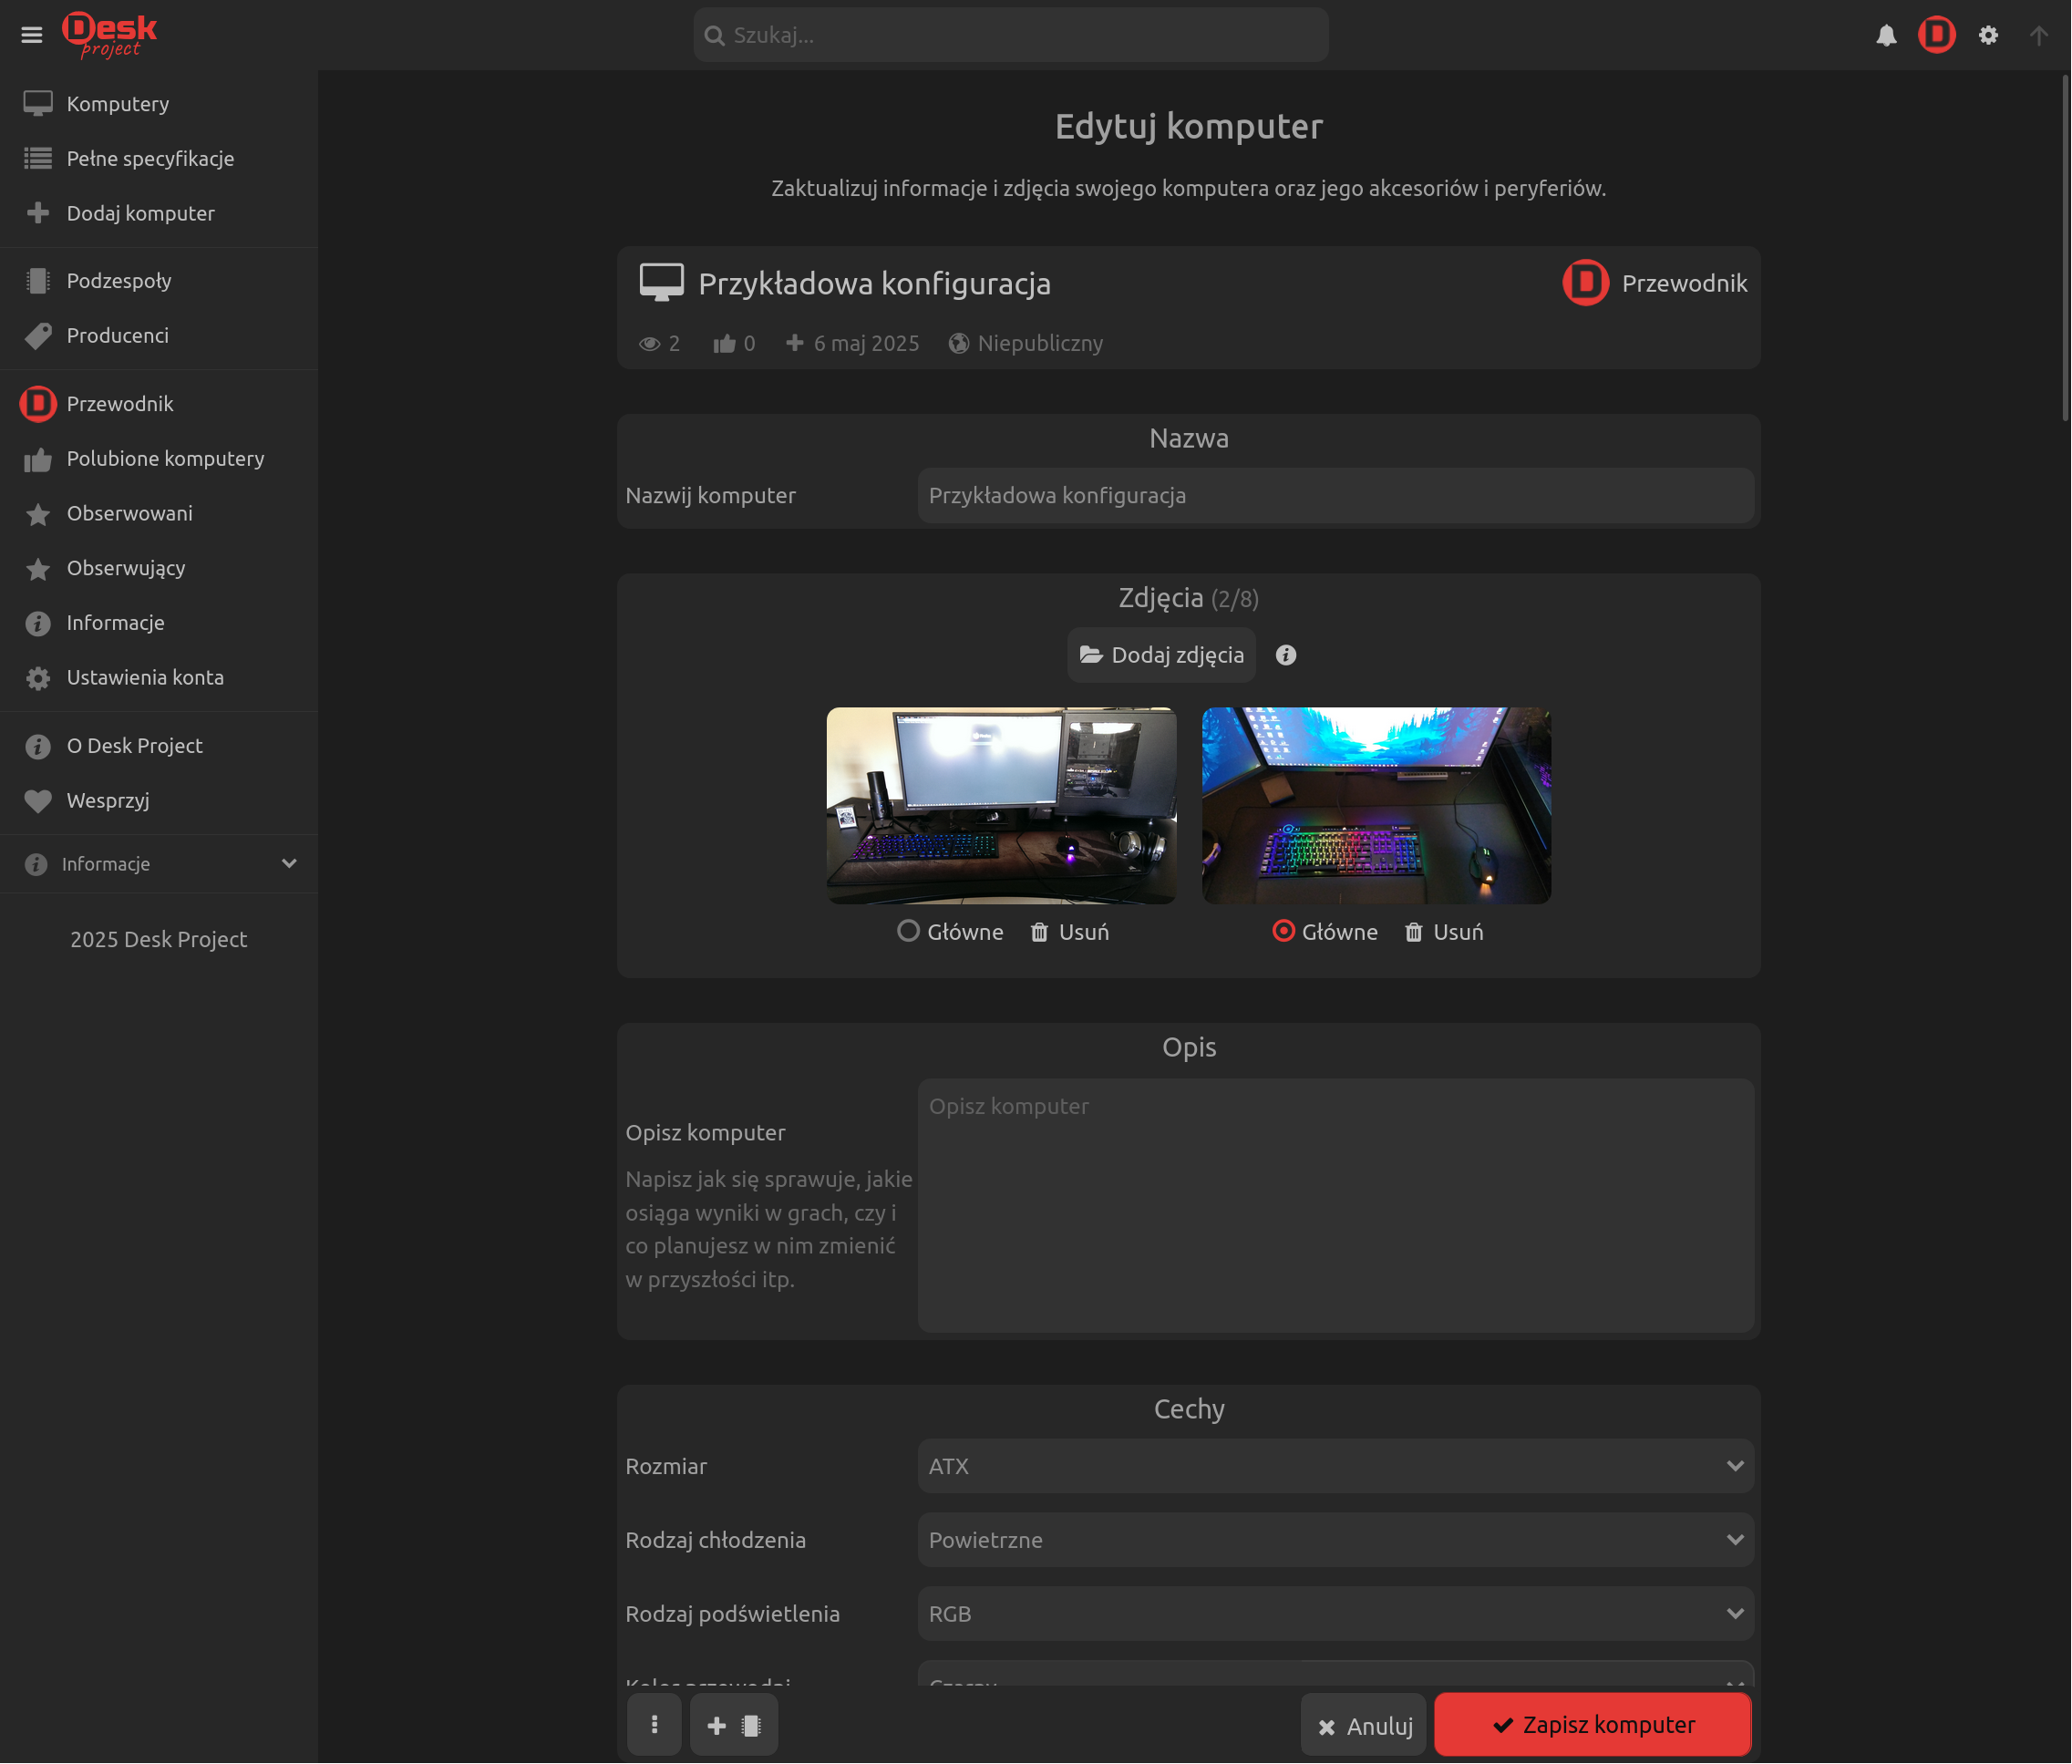 Desk
project
Szukaj...
Komputery
Pełne specyfikacje
Dodaj komputer
Podzespoły
Producenci
Przewodnik
Polubione komputery
Obserwowani
Obserwujący
Informacje
Ustawienia konta
O Desk Project
Wesprzyj
Informacje
2025 Desk Project
Edytuj komputer
Zaktualizuj informacje i zdjęcia swojego komputera oraz jego akcesoriów i peryferiów.
Przykładowa konfiguracja
Przewodnik
2 0 6 maj 2025 Niepubliczny
Nazwa
Nazwij komputer
Przykładowa konfiguracja
Zdjęcia (2/8)
Dodaj zdjęcia
Główne Usuń
Główne Usuń
Opis
Opisz komputer
Napisz jak się sprawuje, jakie
osiąga wyniki w grach, czy i
co planujesz w nim zmienić
w przyszłości itp.
Opisz komputer
Cechy
Rozmiar
ATX
Rodzaj chłodzenia
Powietrzne
Rodzaj podświetlenia
RGB
Kolor przewodni
Czarny
Anuluj
Zapisz komputer